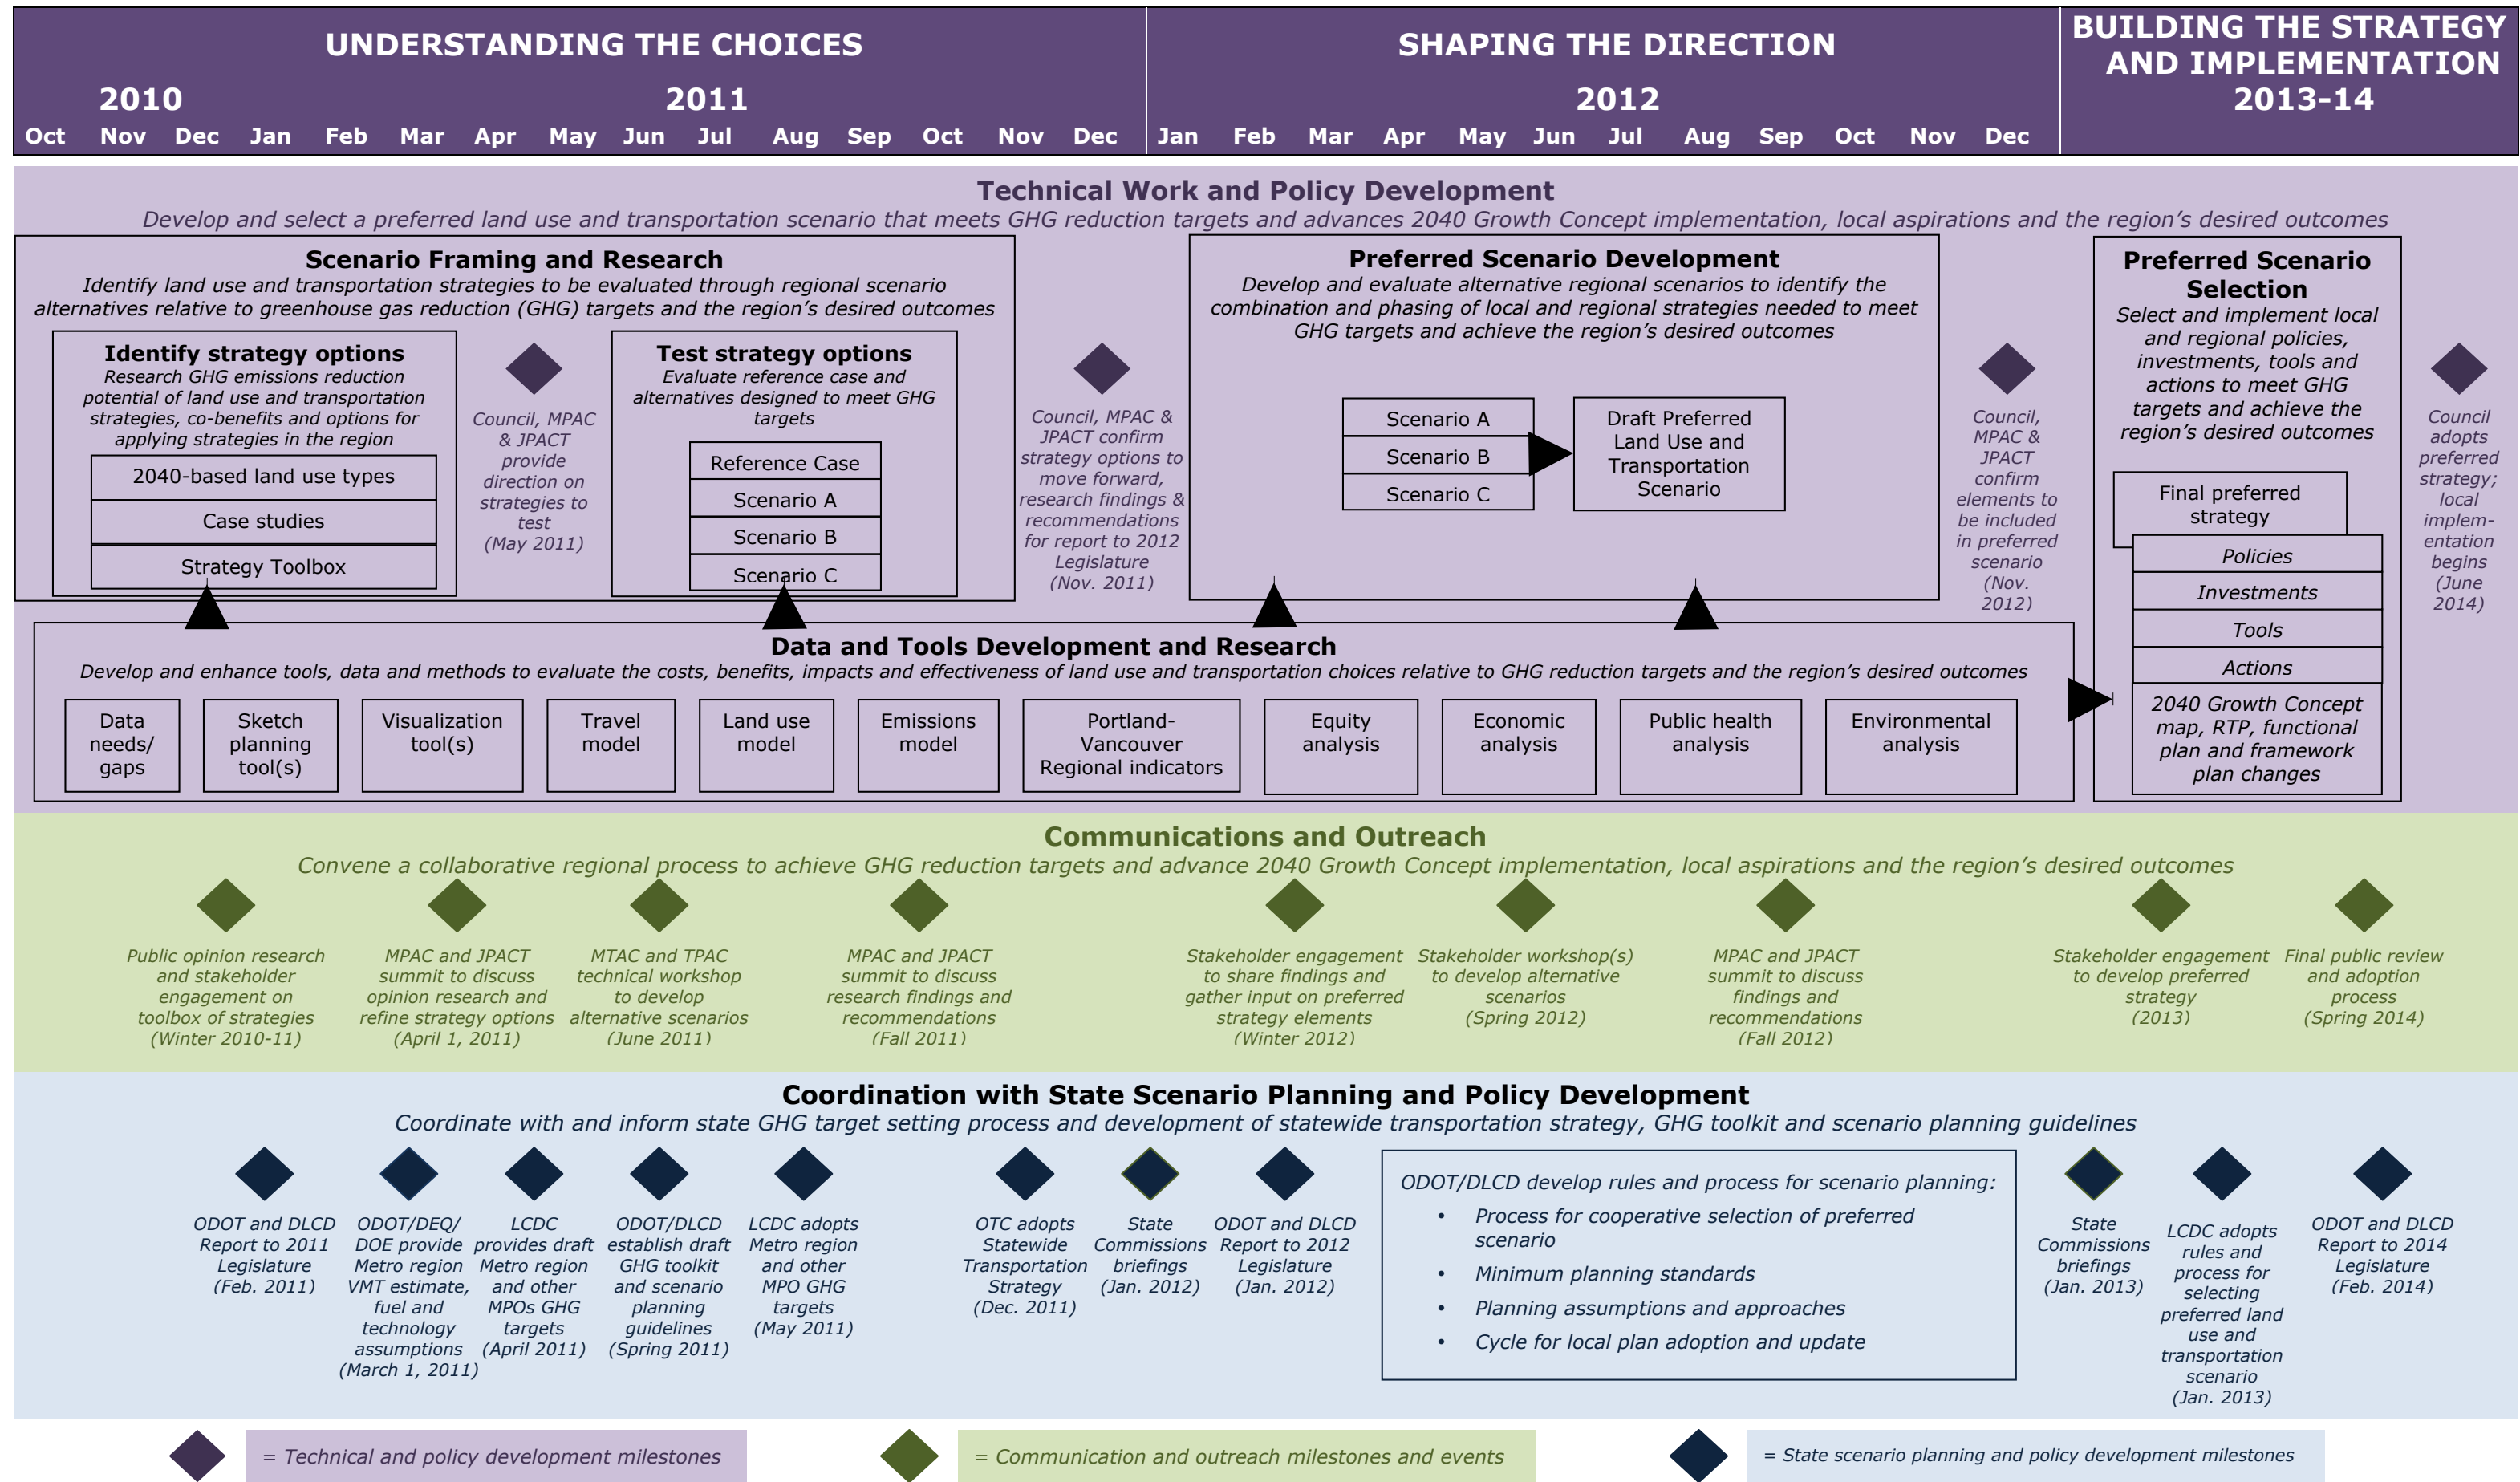 UNDERSTANDING THE CHOICES
SHAPING THE DIRECTION
BUILDING THE STRATEGY
AND IMPLEMENTATION
2010
2011
2012
2013-14
Oct Nov Dec Jan Feb Mar Apr May Jun Jul Aug Sep Oct Nov Dec Jan Feb Mar Apr May Jun Jul Aug Sep Oct Nov Dec
Technical Work and Policy Development
Develop and select a preferred land use and transportation scenario that meets GHG reduction targets and advances 2040 Growth Concept implementation, local aspirations and the region’s desired outcomes
Scenario Framing and Research
Identify land use and transportation strategies to be evaluated through regional scenario
alternatives relative to greenhouse gas reduction (GHG) targets and the region’s desired outcomes
Identify strategy options
Research GHG emissions reduction
potential of land use and transportation
strategies, co-benefits and options for
applying strategies in the region
2040-based land use types
Case studies
Strategy Toolbox
Council, MPAC
& JPACT
provide
direction on
strategies to
test
(May 2011)
Test strategy options
Evaluate reference case and
alternatives designed to meet GHG
targets
Reference Case
Scenario A
Scenario B
Scenario C
Council, MPAC &
JPACT confirm
strategy options to
move forward,
research findings &
recommendations
for report to 2012
Legislature
(Nov. 2011)
Preferred Scenario Development
Develop and evaluate alternative regional scenarios to identify the
combination and phasing of local and regional strategies needed to meet
GHG targets and achieve the region’s desired outcomes
Scenario A
Scenario B
Scenario C
Draft Preferred
Land Use and
Transportation
Scenario
Council,
MPAC &
JPACT
confirm
elements to
be included
in preferred
scenario
(Nov.
2012)
Preferred Scenario
Selection
Select and implement local
and regional policies,
investments, tools and
actions to meet GHG
targets and achieve the
region’s desired outcomes
Final preferred
strategy
Policies
Investments
Tools
Actions
2040 Growth Concept
map, RTP, functional
plan and framework
plan changes
Council
adopts
preferred
strategy;
local
implem-
entation
begins
(June
2014)
Data and Tools Development and Research
Develop and enhance tools, data and methods to evaluate the costs, benefits, impacts and effectiveness of land use and transportation choices relative to GHG reduction targets and the region’s desired outcomes
Data
needs/
gaps
Sketch
planning
tool(s)
Visualization
tool(s)
Travel
model
Land use
model
Emissions
model
Portland-
Vancouver
Regional indicators
Equity
analysis
Economic
analysis
Public health
analysis
Environmental
analysis
Communications and Outreach
Convene a collaborative regional process to achieve GHG reduction targets and advance 2040 Growth Concept implementation, local aspirations and the region’s desired outcomes
Public opinion research
and stakeholder
engagement on
toolbox of strategies
(Winter 2010-11)
MPAC and JPACT
summit to discuss
opinion research and
refine strategy options
(April 1, 2011)
MTAC and TPAC
technical workshop
to develop
alternative scenarios
(June 2011)
MPAC and JPACT
summit to discuss
research findings and
recommendations
(Fall 2011)
Stakeholder engagement
to share findings and
gather input on preferred
strategy elements
(Winter 2012)
Stakeholder workshop(s)
to develop alternative
scenarios
(Spring 2012)
MPAC and JPACT
summit to discuss
findings and
recommendations
(Fall 2012)
Stakeholder engagement
to develop preferred
strategy
(2013)
Final public review
and adoption
process
(Spring 2014)
Coordination with State Scenario Planning and Policy Development
Coordinate with and inform state GHG target setting process and development of statewide transportation strategy, GHG toolkit and scenario planning guidelines
ODOT and DLCD
Report to 2011
Legislature
(Feb. 2011)
ODOT/DEQ/
DOE provide
Metro region
VMT estimate,
fuel and
technology
assumptions
(March 1, 2011)
LCDC
provides draft
Metro region
and other
MPOs GHG
targets
(April 2011)
ODOT/DLCD
establish draft
GHG toolkit
and scenario
planning
guidelines
(Spring 2011)
LCDC adopts
Metro region
and other
MPO GHG
targets
(May 2011)
OTC adopts
Statewide
Transportation
Strategy
(Dec. 2011)
State
Commissions
briefings
(Jan. 2012)
ODOT and DLCD
Report to 2012
Legislature
(Jan. 2012)
ODOT/DLCD develop rules and process for scenario planning:
• Process for cooperative selection of preferred
scenario
• Minimum planning standards
• Planning assumptions and approaches
• Cycle for local plan adoption and update
State
Commissions
briefings
(Jan. 2013)
LCDC adopts
rules and
process for
selecting
preferred land
use and
transportation
scenario
(Jan. 2013)
ODOT and DLCD
Report to 2014
Legislature
(Feb. 2014)
= Technical and policy development milestones
= Communication and outreach milestones and events
= State scenario planning and policy development milestones